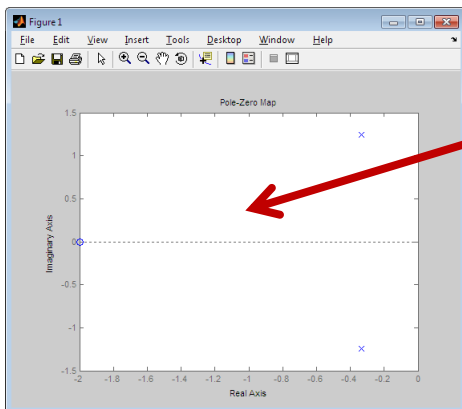 Figure 1
File Edit View Insert Tools Desktop Window Help
Pole-Zero Map
Imaginary Axis
1.5
1
0.5
0
-0.5
-1
-1.5
-2 -1.8 -1.6 -1.4 -1.2 -1 -0.8 -0.6 -0.4 -0.2 0
Real Axis